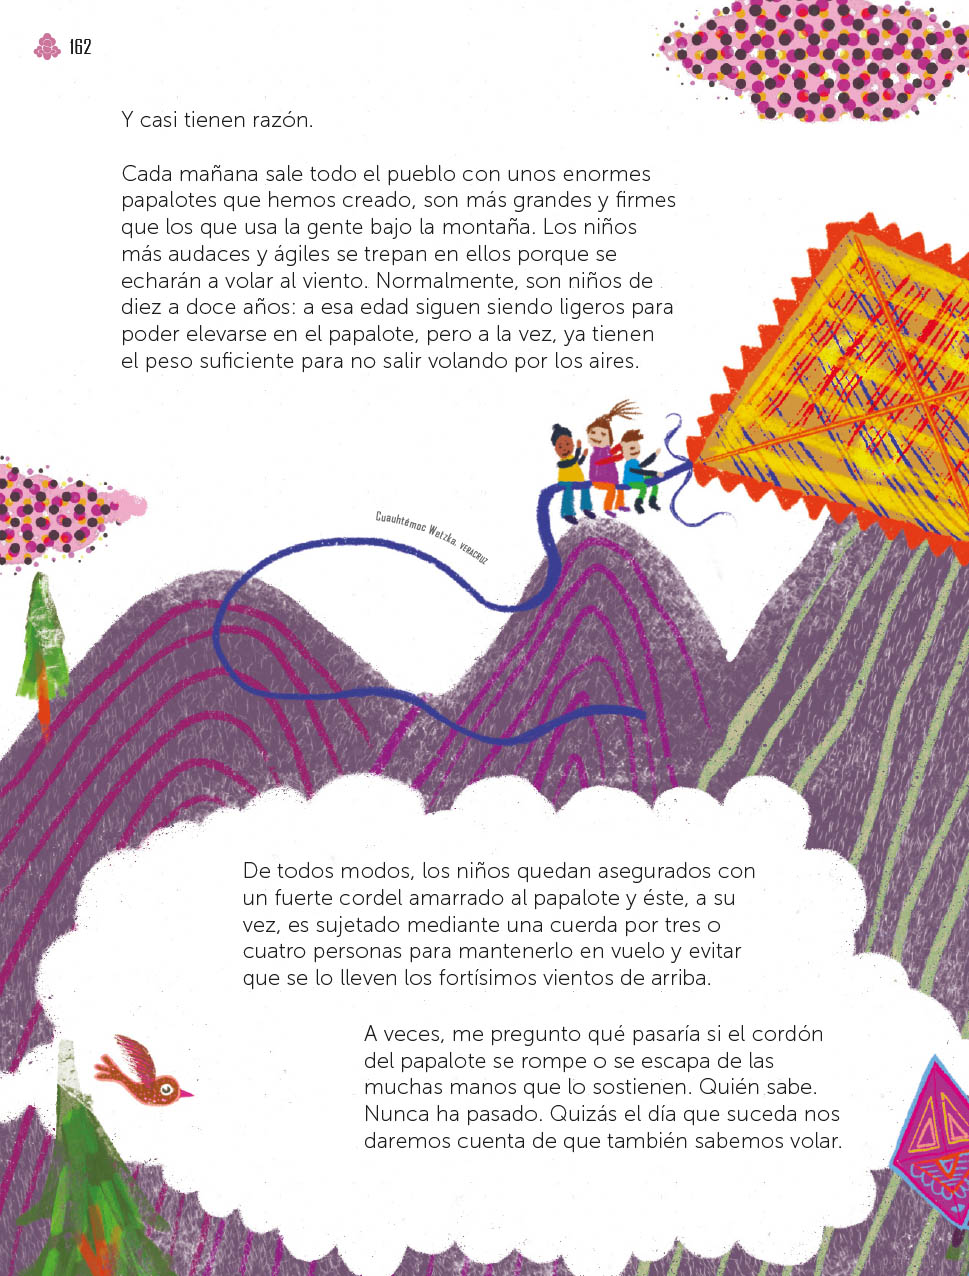 162
Y casi tienen razón.
Cada mañana sale todo el pueblo con unos enormes
papalotes que hemos creado, son más grandes y firmes
que los que usa la gente bajo la montaña. Los niños
más audaces y ágiles se trepan en ellos porque se
echarán a volar al viento. Normalmente, son niños de
diez a doce años: a esa edad siguen siendo ligeros para
poder elevarse en el papalote, pero a la vez, ya tienen
el peso suficiente para no salir volando por los aires.
Cuauhtémoc Wetzka, VERACRUZ
De todos modos, los niños quedan asegurados con
un fuerte cordel amarrado al papalote y éste, a su
vez, es sujetado mediante una cuerda por tres o
cuatro personas para mantenerlo en vuelo y evitar
que se lo lleven los fortísimos vientos de arriba.
A veces, me pregunto qué pasaría si el cordón
del papalote se rompe o se escapa de las
muchas manos que lo sostienen. Quién sabe.
Nunca ha pasado. Quizás el día que suceda nos
daremos cuenta de que también sabemos volar.